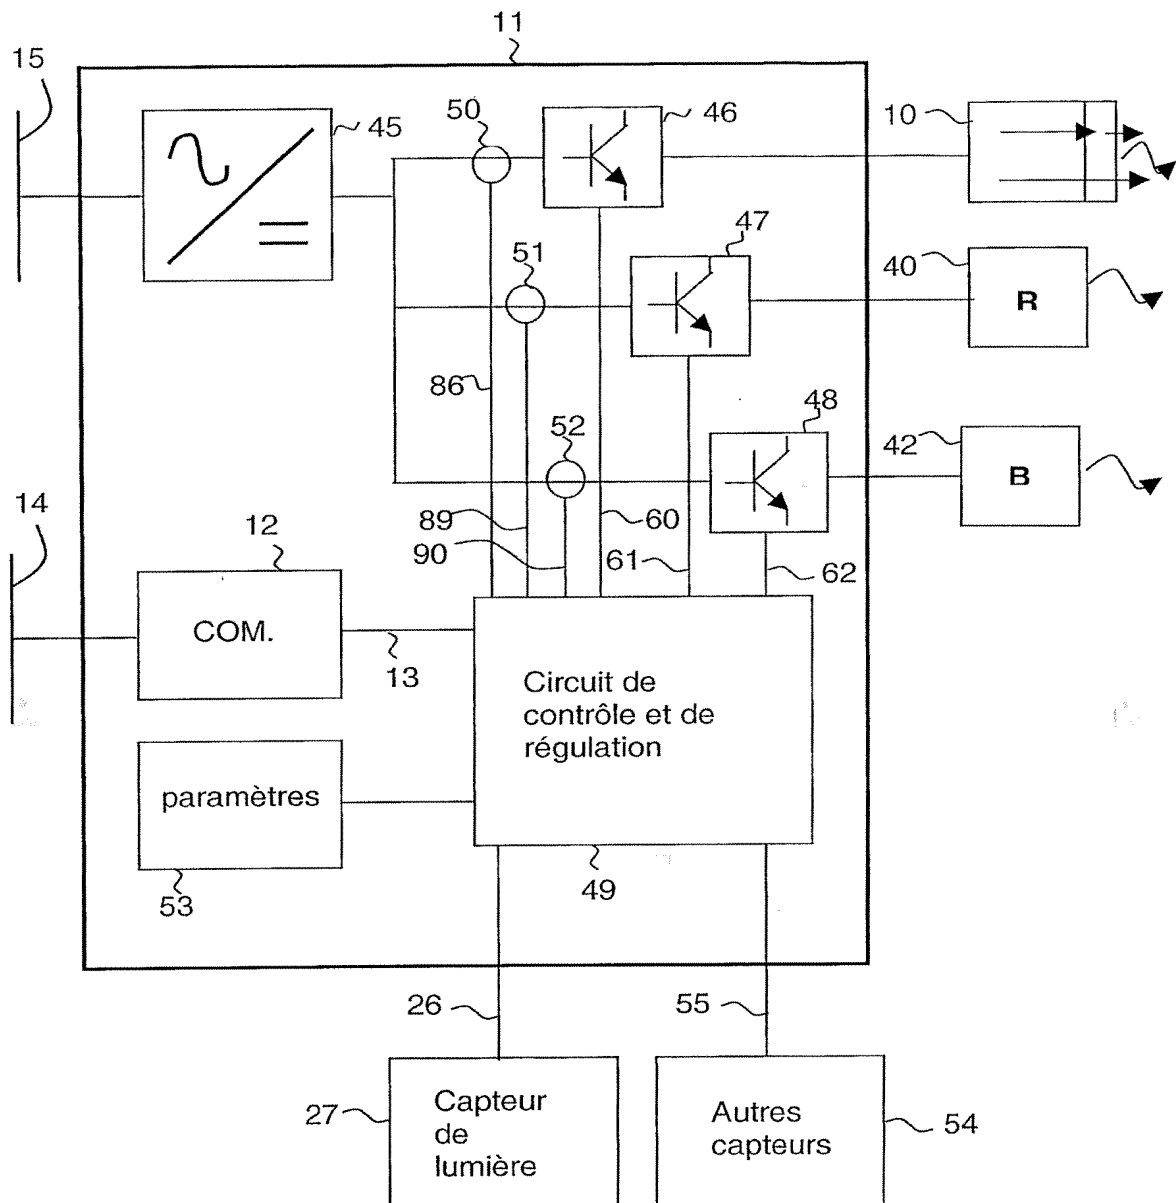 11
15
45
50
46
10
51
47
40
R
86
52
48
42
B
14
12
89
90
60
61
62
COM.
13
Circuit de
contrôle et de
régulation
paramètres
53
49
26
55
27
Capteur
de
lumière
Autres
capteurs
54